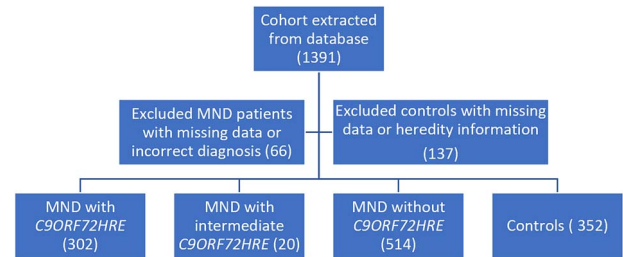 Cohort extracted
from database
(1391)
Excluded MND patients
with missing data or
incorrect diagnosis (66)
Excluded controls with missing
data or heredity information
(137)
MND with
C9ORF72HRE
(302)
MND with
intermediate
C9ORF72HRE (20)
MND without
C9ORF72HRE
(514)
Controls ( 352)